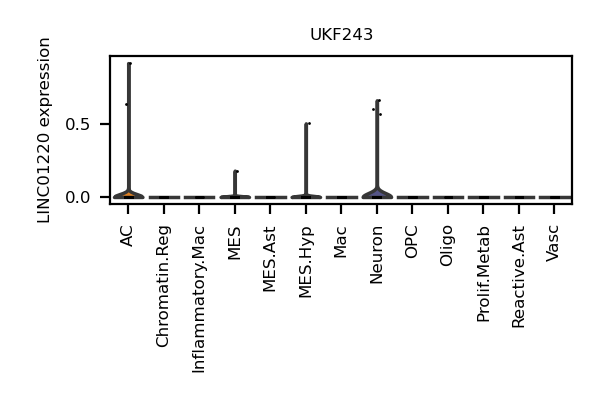 UKF243
LINC01220 expression
0.5
0.0
AC
Chromatin.Reg
Inflammatory.Mac
MES
MES.Ast
MES.Hyp
Mac
Neuron
OPC
Oligo
Prolif.Metab
Reactive.Ast
Vasc